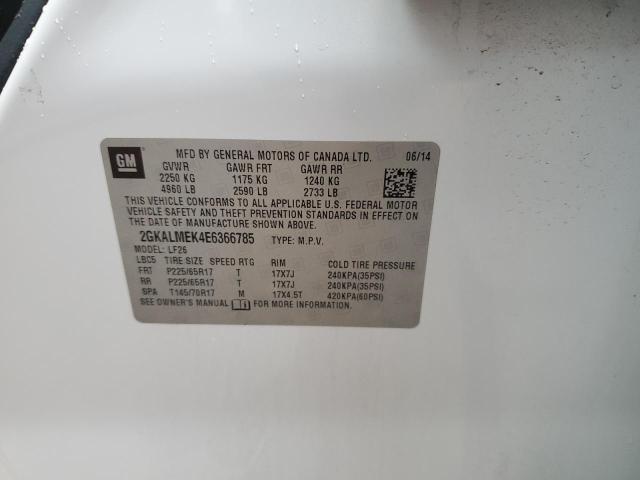 GM
MFD BY GENERAL MOTORS OF CANADA LTD. 06/14
GVWR GAWR FRT GAWR RR
2250 KG 1175 KG 1240 KG
4960 LB 2590 LB 2733 LB
THIS VEHICLE CONFORMS TO ALL APPLICABLE U.S. FEDERAL MOTOR
VEHICLE SAFETY AND THEFT PREVENTION STANDARDS IN EFFECT ON
THE DATE OF MANUFACTURE SHOWN ABOVE.
2GKALMEK4E6366785 TYPE: M.P.V.
MODEL: LF26
LBC5 TIRE SIZE SPEED RTG RIM COLD TIRE PRESSURE
FRT P225/65R17 T 17X7J 240KPA(35PSI)
RR P225/65R17 T 17X7J 240KPA(35PSI)
SPA T145/70R17 M 17X4.5T 420KPA(60PSI)
SEE OWNER'S MANUAL FOR MORE INFORMATION.